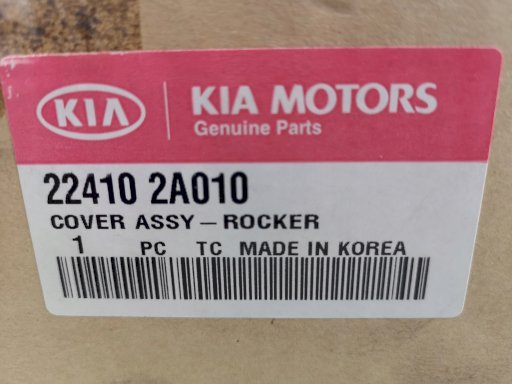 KIA
KIA MOTORS
Genuine Parts
22410 2A010
COVER ASSY – ROCKER
1 PC TC MADE IN KOREA